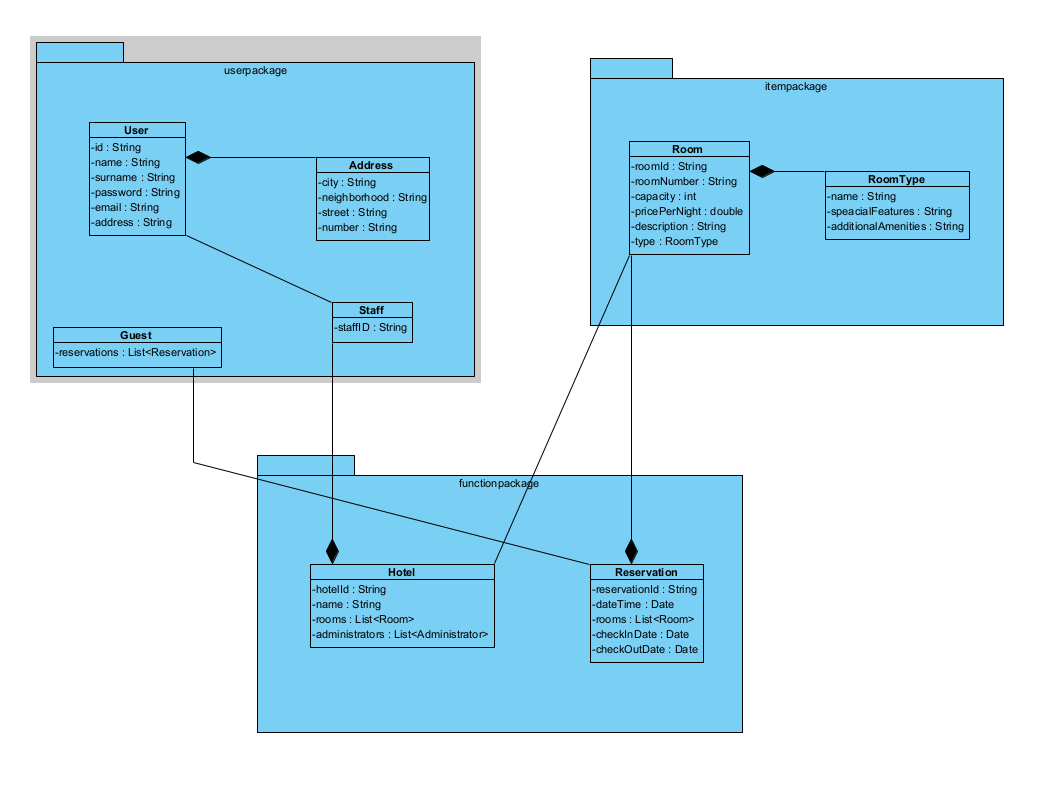 userpackage
User
-id : String
-name : String
-surname : String
-password : String
-email : String
-address : String
Address
-city : String
-neighborhood : String
-street : String
-number : String
Staff
-staffID : String
Guest
-reservations : List<Reservation>
itempackage
Room
-roomId : String
-roomNumber : String
-capacity : int
-pricePerNight : double
-description : String
-type : RoomType
RoomType
-name : String
-speacialFeatures : String
-additionalAmenities : String
functionpackage
Hotel
-hotelId : String
-name : String
-rooms : List<Room>
-administrators : List<Administrator>
Reservation
-reservationId : String
-dateTime : Date
-rooms : List<Room>
-checkInDate : Date
-checkOutDate : Date